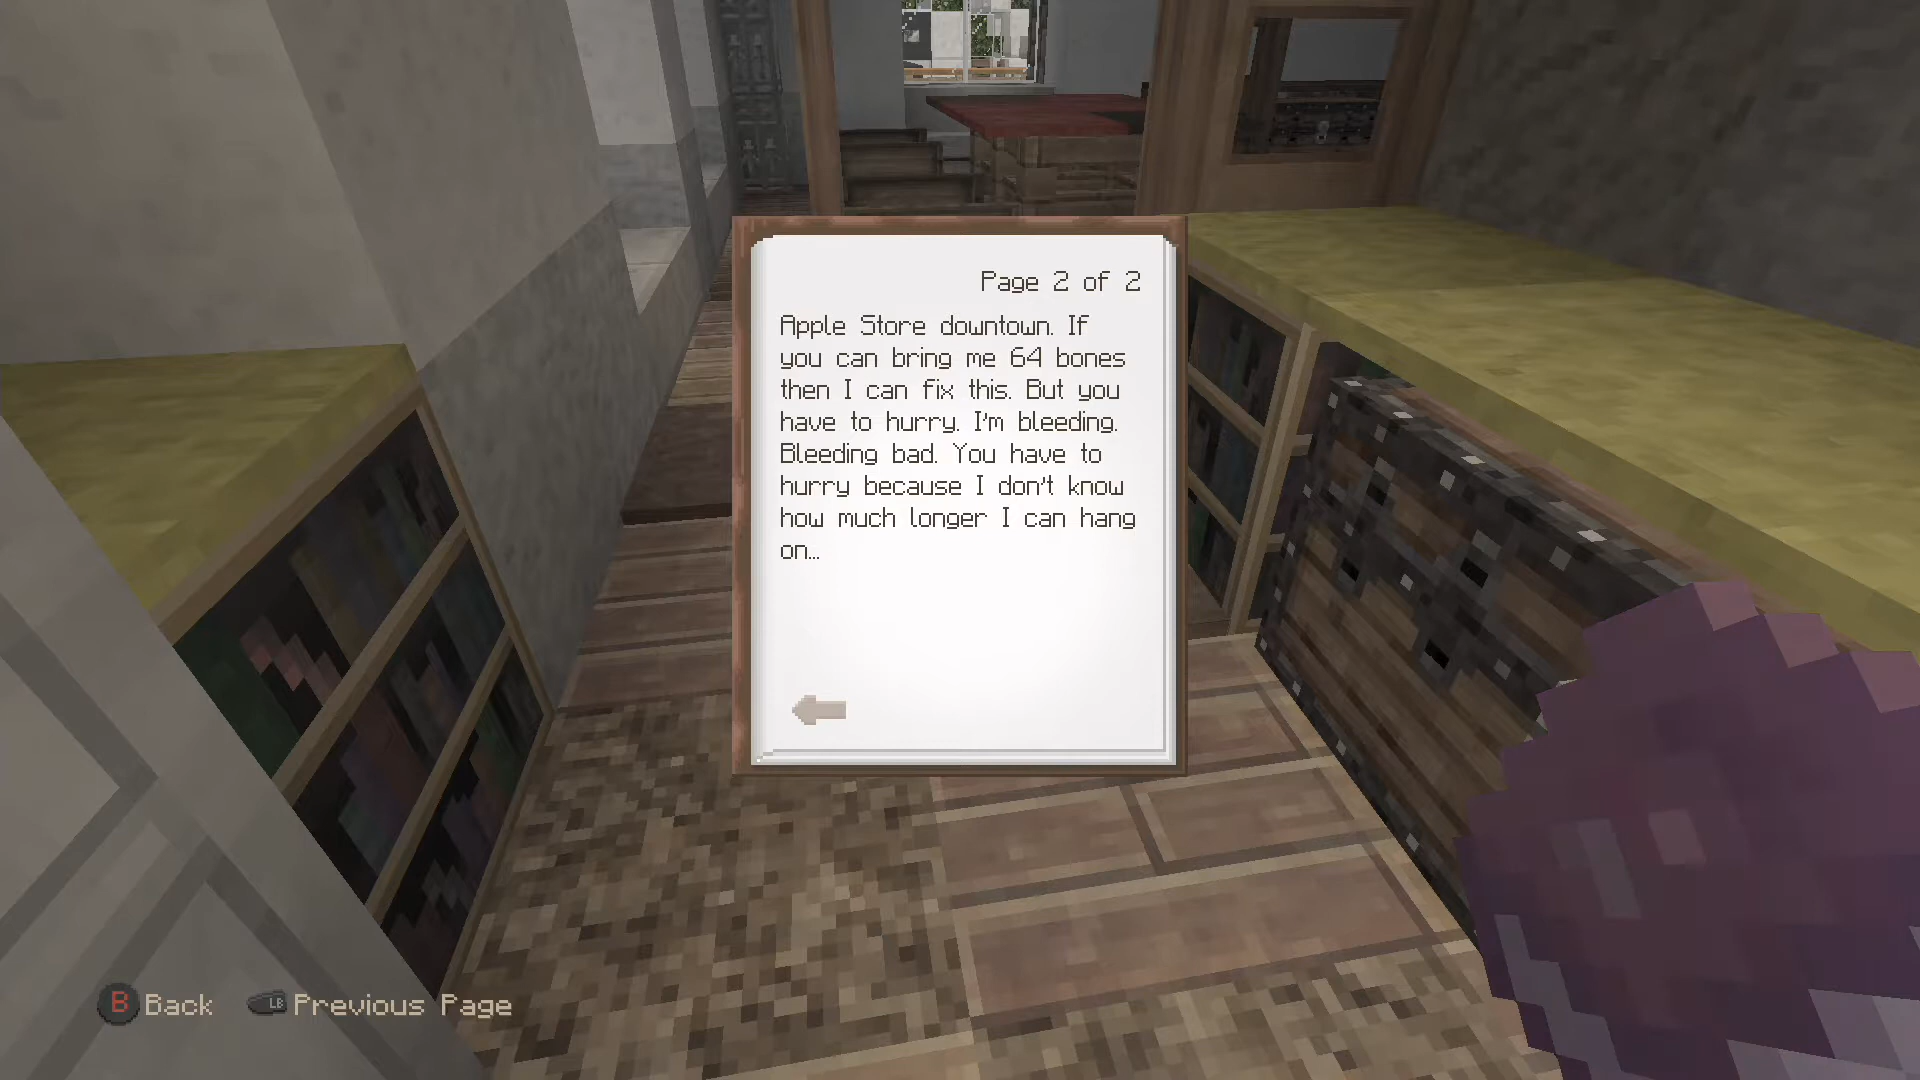 Page 2 of 2
Apple Store downtown. If
you can bring me 64 bones
then I can fix this. But you
have to hurry. I'm bleeding.
Bleeding bad. You have to
hurry because I don't know
how much longer I can hang
on...
B Back LB Previous Page